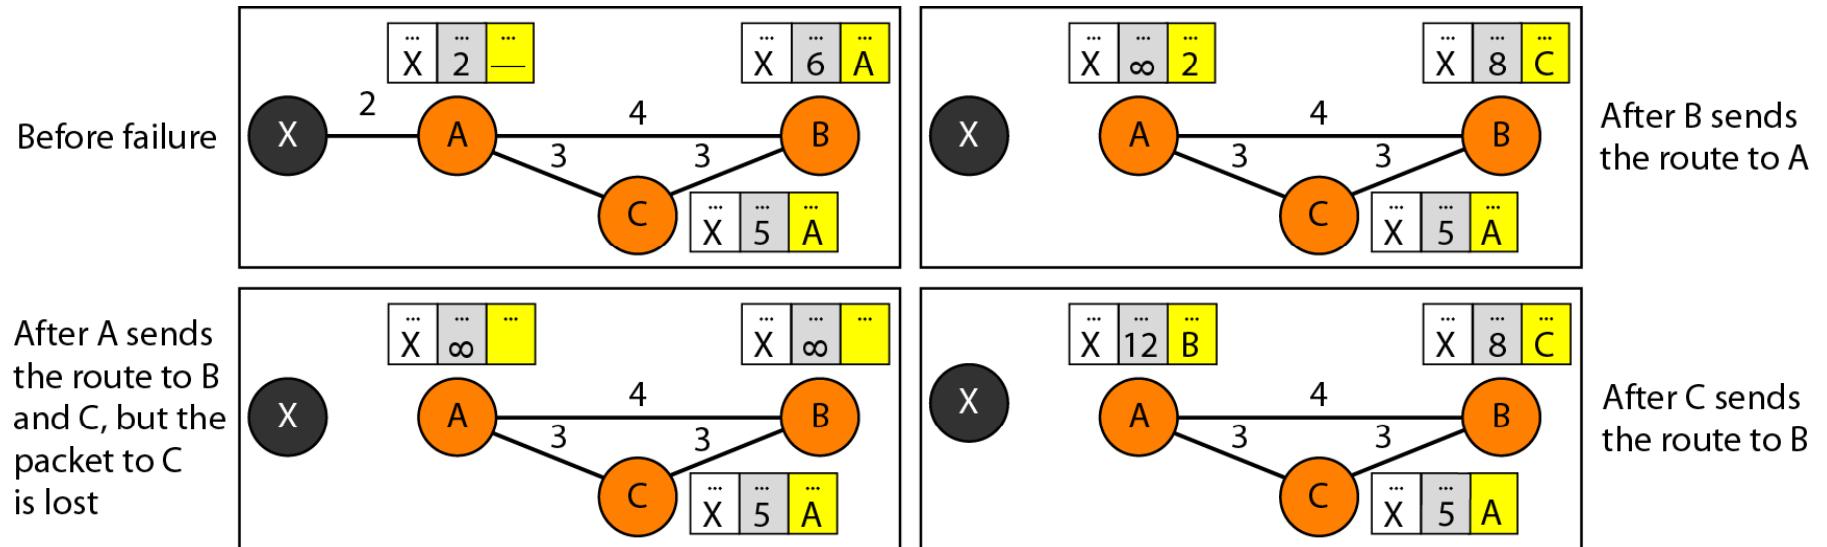 Before failure
... ... ...
X 2 __
... ... ...
X 6 A
2
4
X
A
B
3
3
C
... ... ...
X 5 A
... ... ...
X ∞ 2
... ... ...
X 8 C
4
X
A
B
3
3
C
... ... ...
X 5 A
After B sends
the route to A
After A sends
the route to B
and C, but the
packet to C
is lost
... ... ...
X ∞
... ... ...
X ∞
4
X
A
B
3
3
C
... ... ...
X 5 A
... ... ...
X 12 B
... ... ...
X 8 C
4
X
A
B
3
3
C
... ... ...
X 5 A
After C sends
the route to B